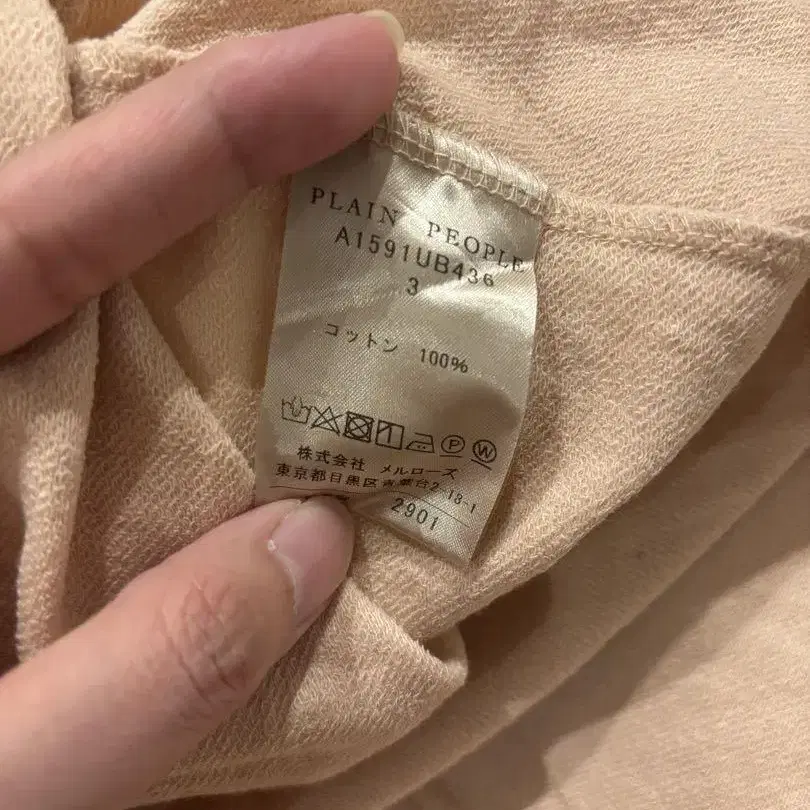 PLAIN PEOPLE
A1591UB436
3
コットン 100%
P W
株式会社 メルローズ
東京都目黒区青葉台2-18-1
2901